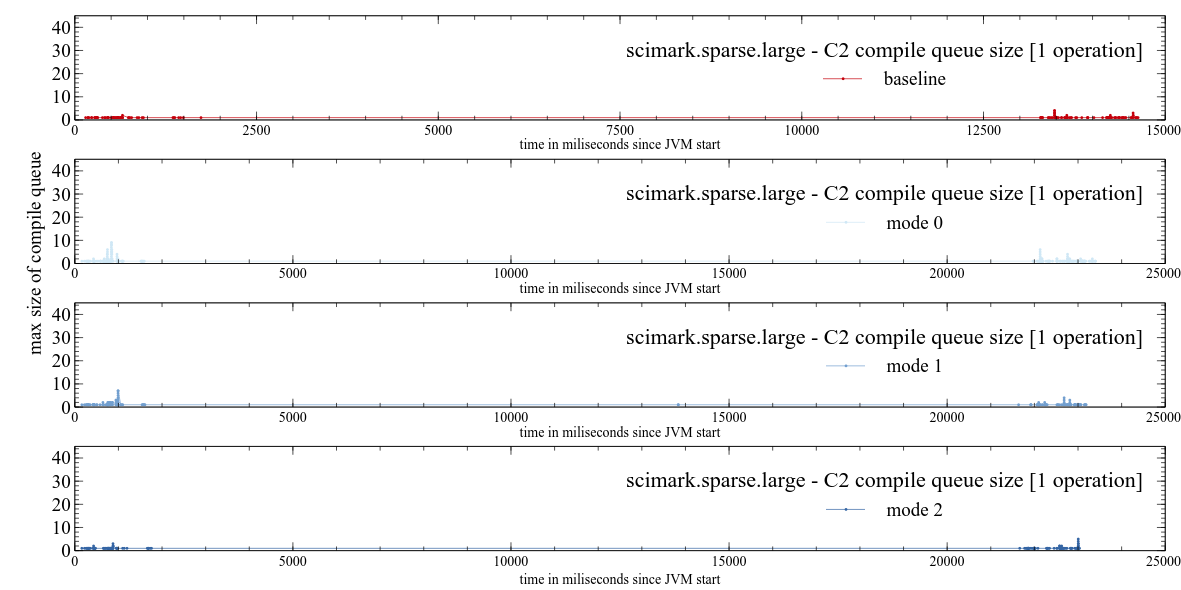 max size of compile queue
40
30
20
10
0
scimark.sparse.large - C2 compile queue size [1 operation]
baseline
0 2500 5000 7500 10000 12500 15000
time in miliseconds since JVM start
40
30
20
10
0
scimark.sparse.large - C2 compile queue size [1 operation]
mode 0
0 5000 10000 15000 20000 25000
time in miliseconds since JVM start
40
30
20
10
0
scimark.sparse.large - C2 compile queue size [1 operation]
mode 1
0 5000 10000 15000 20000 25000
time in miliseconds since JVM start
40
30
20
10
0
scimark.sparse.large - C2 compile queue size [1 operation]
mode 2
0 5000 10000 15000 20000 25000
time in miliseconds since JVM start